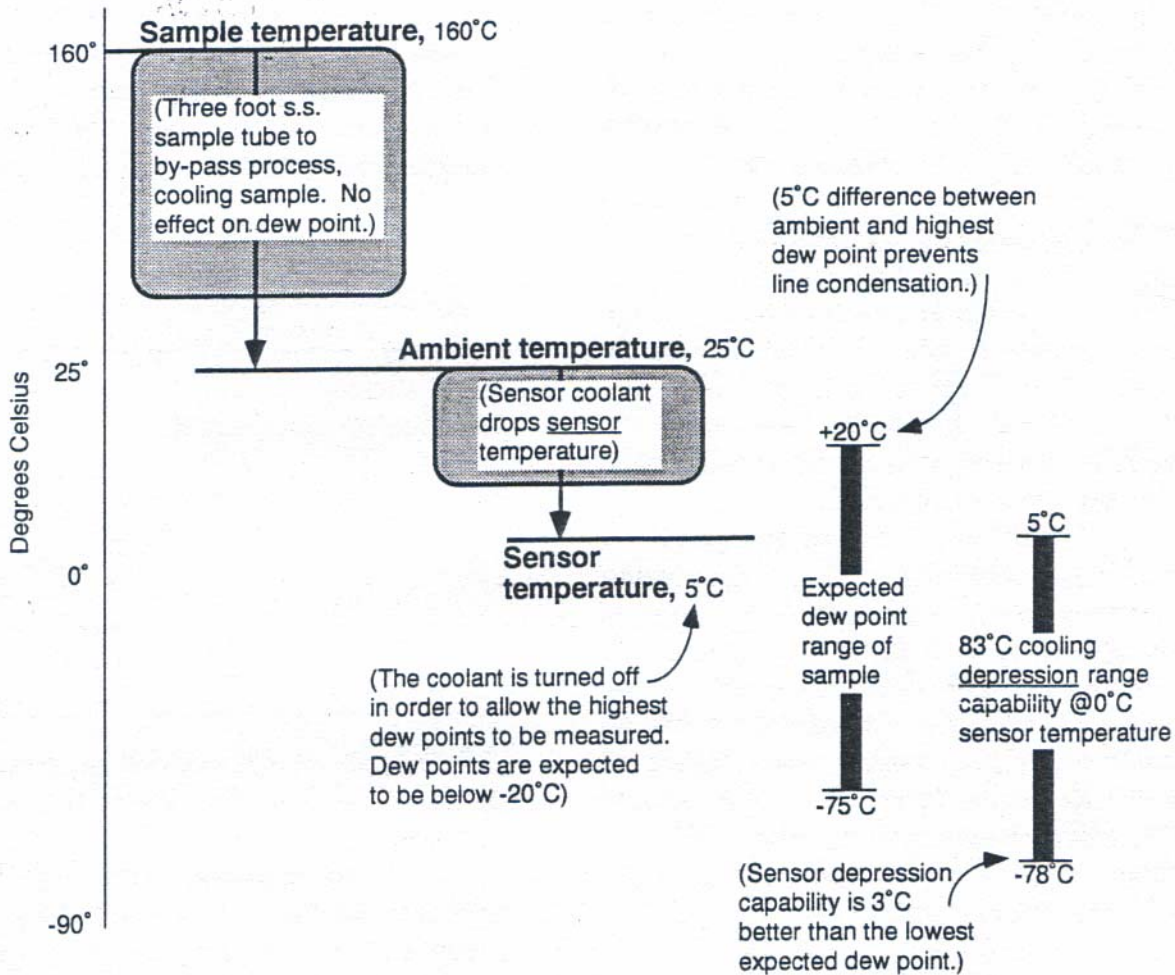 Sample temperature, 160°C
160°
(Three foot s.s.
sample tube to
by-pass process,
cooling sample. No
effect on dew point.)
(5°C difference between
ambient and highest
dew point prevents
line condensation.)
Ambient temperature, 25°C
25°
(Sensor coolant
drops sensor
temperature)
+20°C
Degrees Celsius
5°C
Sensor
temperature, 5°C
0°
Expected
dew point
range of
sample
83°C cooling
depression range
capability @0°C
sensor temperature
(The coolant is turned off
in order to allow the highest
dew points to be measured.
Dew points are expected
to be below -20°C)
-75°C
-78°C
(Sensor depression
capability is 3°C
better than the lowest
expected dew point.)
-90°